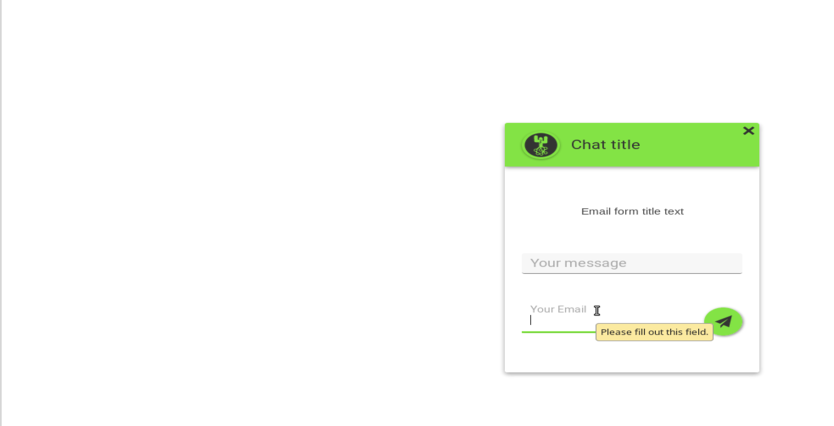 Chat title
Email form title text
Your message
Your Email
Please fill out this field.